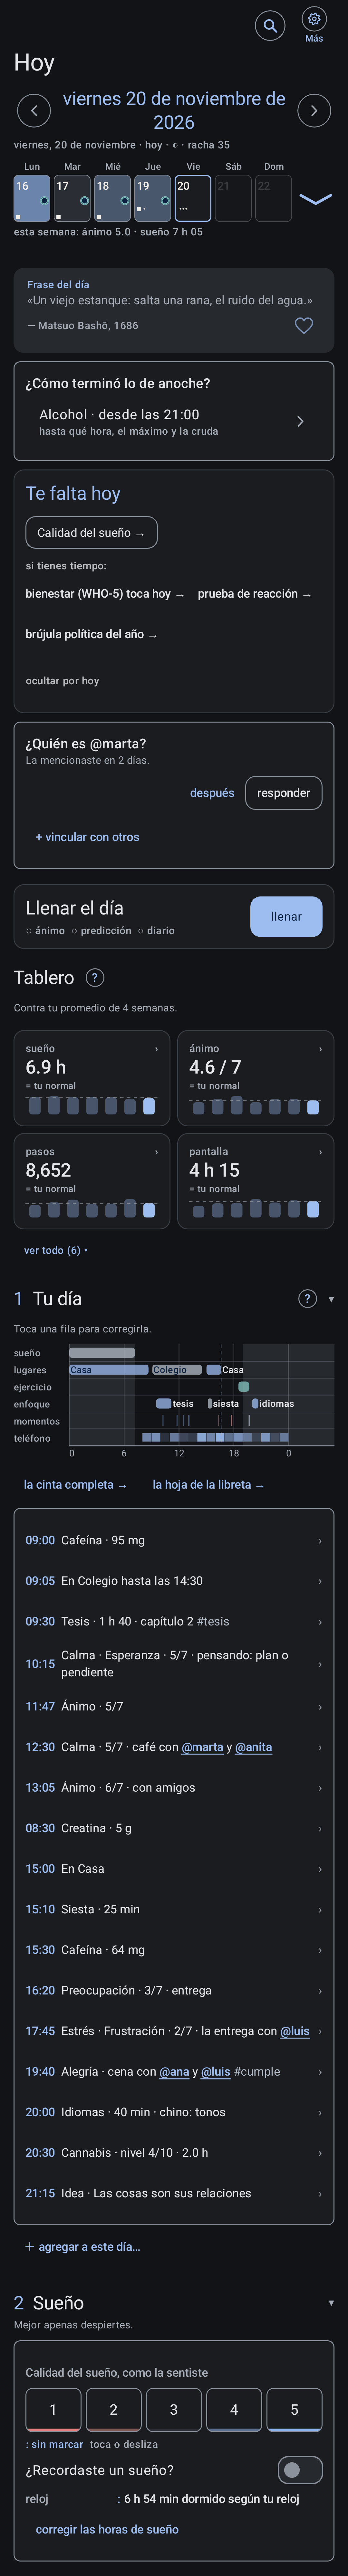 Más
Hoy
viernes 20 de noviembre de
2026
viernes, 20 de noviembre · hoy · racha 35
Lun Mar Mié Jue Vie Sáb Dom
16 17 18 19 20 21 22
esta semana: ánimo 5.0 · sueño 7 h 05
Frase del día
«Un viejo estanque: salta una rana, el ruido del agua.»
— Matsuo Bashō, 1686
¿Cómo terminó lo de anoche?
Alcohol · desde las 21:00
hasta qué hora, el máximo y la cruda
Te falta hoy
Calidad del sueño →
si tienes tiempo:
bienestar (WHO-5) toca hoy → prueba de reacción →
brújula política del año →
ocultar por hoy
¿Quién es @marta?
La mencionaste en 2 días.
después responder
+ vincular con otros
Llenar el día
llenar
○ ánimo ○ predicción ○ diario
Tablero ?
Contra tu promedio de 4 semanas.
sueño › ánimo ›
6.9 h 4.6 / 7
= tu normal = tu normal
pasos › pantalla ›
8,652 4 h 15
= tu normal = tu normal
ver todo (6) ▾
1 Tu día ? ▾
Toca una fila para corregirla.
sueño
lugares Casa Colegio Casa
ejercicio
enfoque tesis siesta idiomas
momentos
teléfono
0 6 12 18 0
la cinta completa → la hoja de la libreta →
09:00 Cafeína · 95 mg ›
09:05 En Colegio hasta las 14:30 ›
09:30 Tesis · 1 h 40 · capítulo 2 #tesis ›
10:15 Calma · Esperanza · 5/7 · pensando: plan o
pendiente ›
11:47 Ánimo · 5/7 ›
12:30 Calma · 5/7 · café con @marta y @anita ›
13:05 Ánimo · 6/7 · con amigos ›
08:30 Creatina · 5 g ›
15:00 En Casa ›
15:10 Siesta · 25 min ›
15:30 Cafeína · 64 mg ›
16:20 Preocupación · 3/7 · entrega ›
17:45 Estrés · Frustración · 2/7 · la entrega con @luis ›
19:40 Alegría · cena con @ana y @luis #cumple ›
20:00 Idiomas · 40 min · chino: tonos ›
20:30 Cannabis · nivel 4/10 · 2.0 h ›
21:15 Idea · Las cosas son sus relaciones ›
+ agregar a este día…
2 Sueño ▾
Mejor apenas despiertes.
Calidad del sueño, como la sentiste
1 2 3 4 5
: sin marcar toca o desliza
¿Recordaste un sueño?
reloj : 6 h 54 min dormido según tu reloj
corregir las horas de sueño